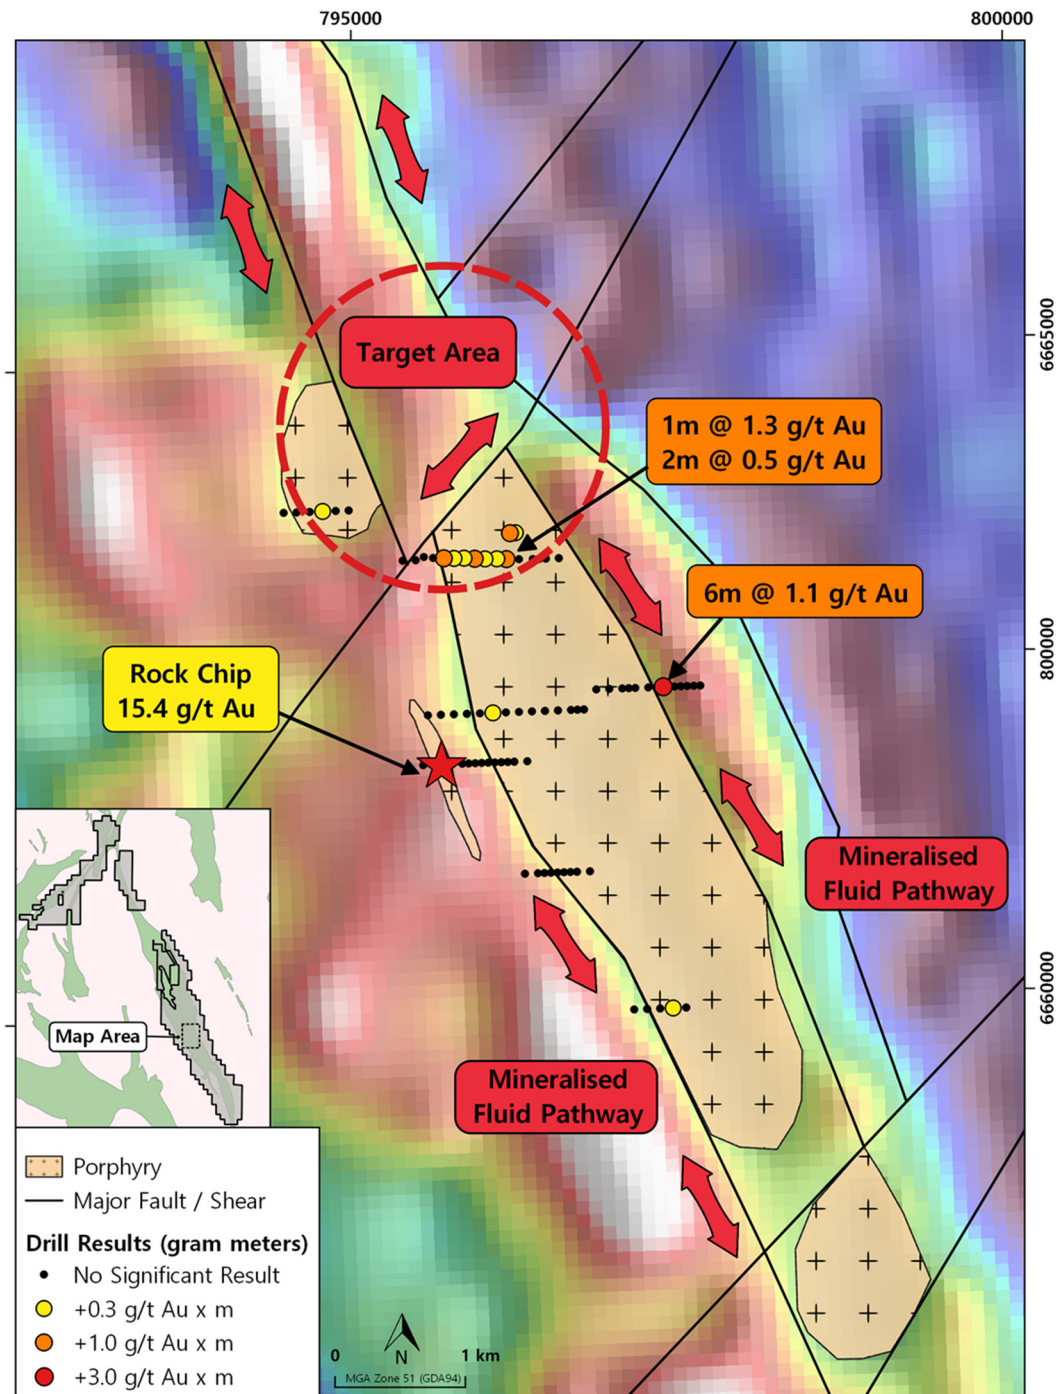 795000
800000
6665000
Target Area
1m @ 1.3 g/t Au
2m @ 0.5 g/t Au
6m @ 1.1 g/t Au
800000
Rock Chip
15.4 g/t Au
Mineralised
Fluid Pathway
6660000
Map Area
Mineralised
Fluid Pathway
Porphyry
Major Fault / Shear
Drill Results (gram meters)
No Significant Result
+0.3 g/t Au x m
+1.0 g/t Au x m
+3.0 g/t Au x m
0 N 1 km
MGA Zone 51 (GDA94)